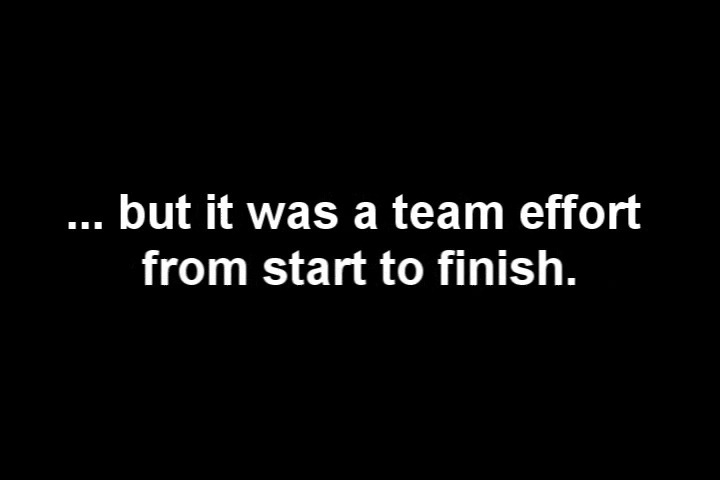 ... but it was a team effort
from start to finish.